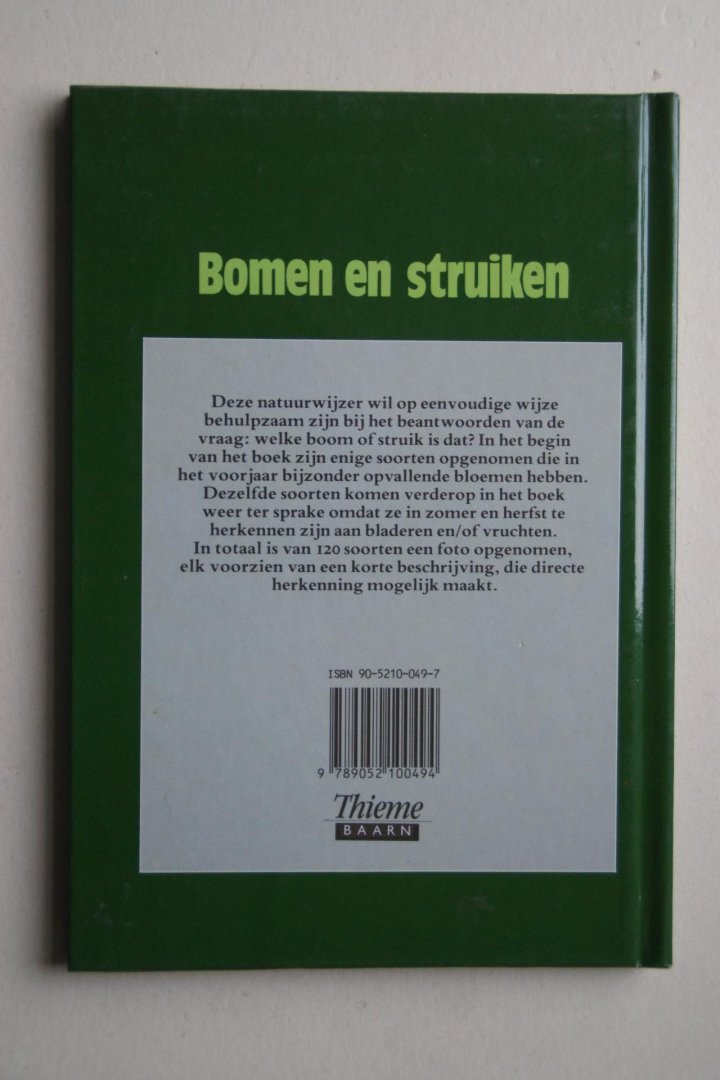 Bomen en struiken
Deze natuurwijzer wil op eenvoudige wijze
behulpzaam zijn bij het beantwoorden van de
vraag: welke boom of struik is dat? In het begin
van het boek zijn enige soorten opgenomen die in
het voorjaar bijzonder opvallende bloemen hebben.
Dezelfde soorten komen verderop in het boek
weer ter sprake omdat ze in zomer en herfst te
herkennen zijn aan bladeren en/of vruchten.
In totaal is van 120 soorten een foto opgenomen,
elk voorzien van een korte beschrijving, die directe
herkenning mogelijk maakt.
ISBN 90-5210-049-7
9 789052 100494
Thieme
BAARN